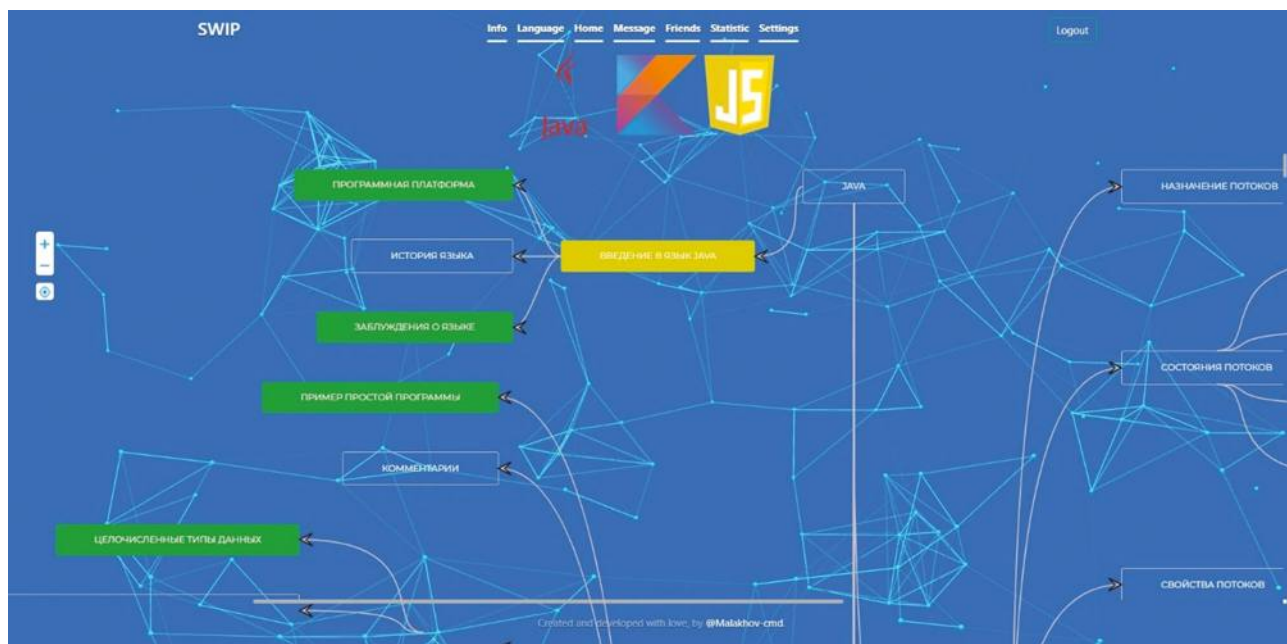 SWIP
Info Language Home Message Friends Statistic Settings
Logout
Java
JS
ПРОГРАММНАЯ ПЛАТФОРМА
JAVA
НАЗНАЧЕНИЕ ПОТОКОВ
ИСТОРИЯ ЯЗЫКА
ВВЕДЕНИЕ В ЯЗЫК JAVA
ЗАБЛУЖДЕНИЯ О ЯЗЫКЕ
СОСТОЯНИЯ ПОТОКОВ
ПРИМЕР ПРОСТОЙ ПРОГРАММЫ
КОММЕНТАРИИ
ЦЕЛОЧИСЛЕННЫЕ ТИПЫ ДАННЫХ
СВОЙСТВА ПОТОКОВ
Created and developed with love, by @Malakhov-cmd.